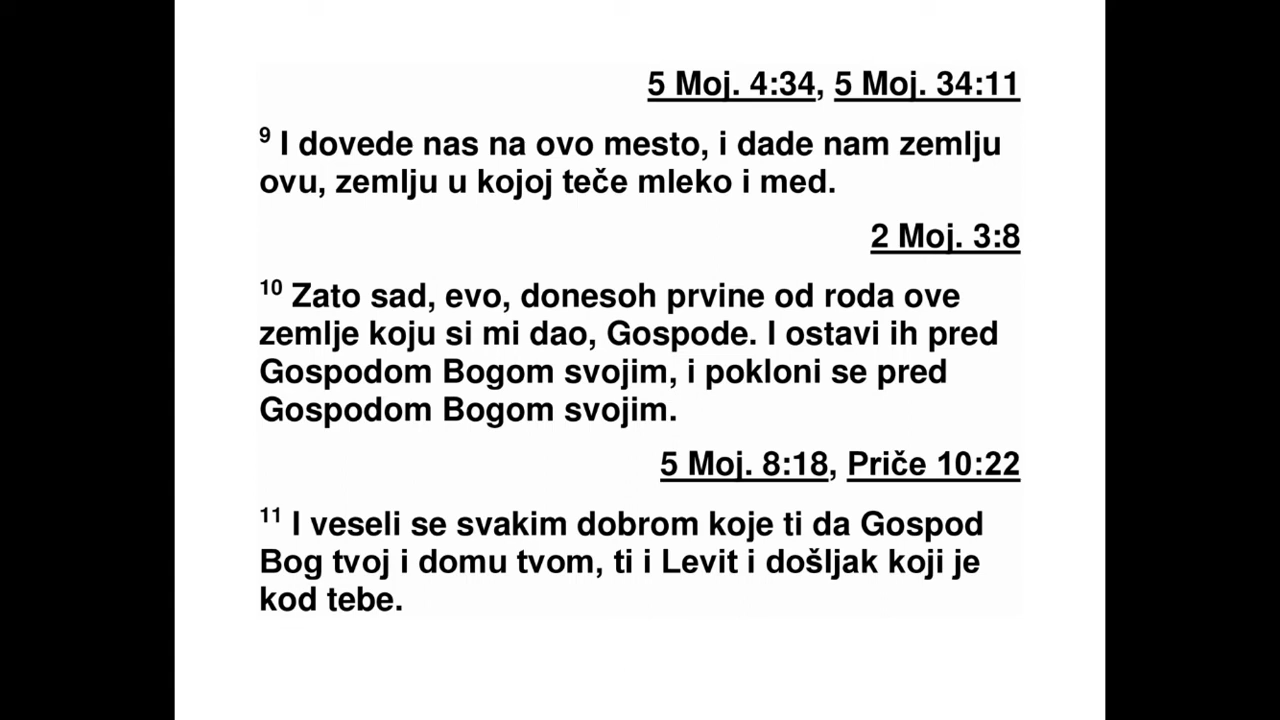 5 Moj. 4:34, 5 Moj. 34:11
9 I dovede nas na ovo mesto, i dade nam zemlju
ovu, zemlju u kojoj teče mleko i med.
2 Moj. 3:8
10 Zato sad, evo, donesoh prvine od roda ove
zemlje koju si mi dao, Gospode. I ostavi ih pred
Gospodom Bogom svojim, i pokloni se pred
Gospodom Bogom svojim.
5 Moj. 8:18, Priče 10:22
11 I veseli se svakim dobrom koje ti da Gospod
Bog tvoj i domu tvom, ti i Levit i došljak koji je
kod tebe.